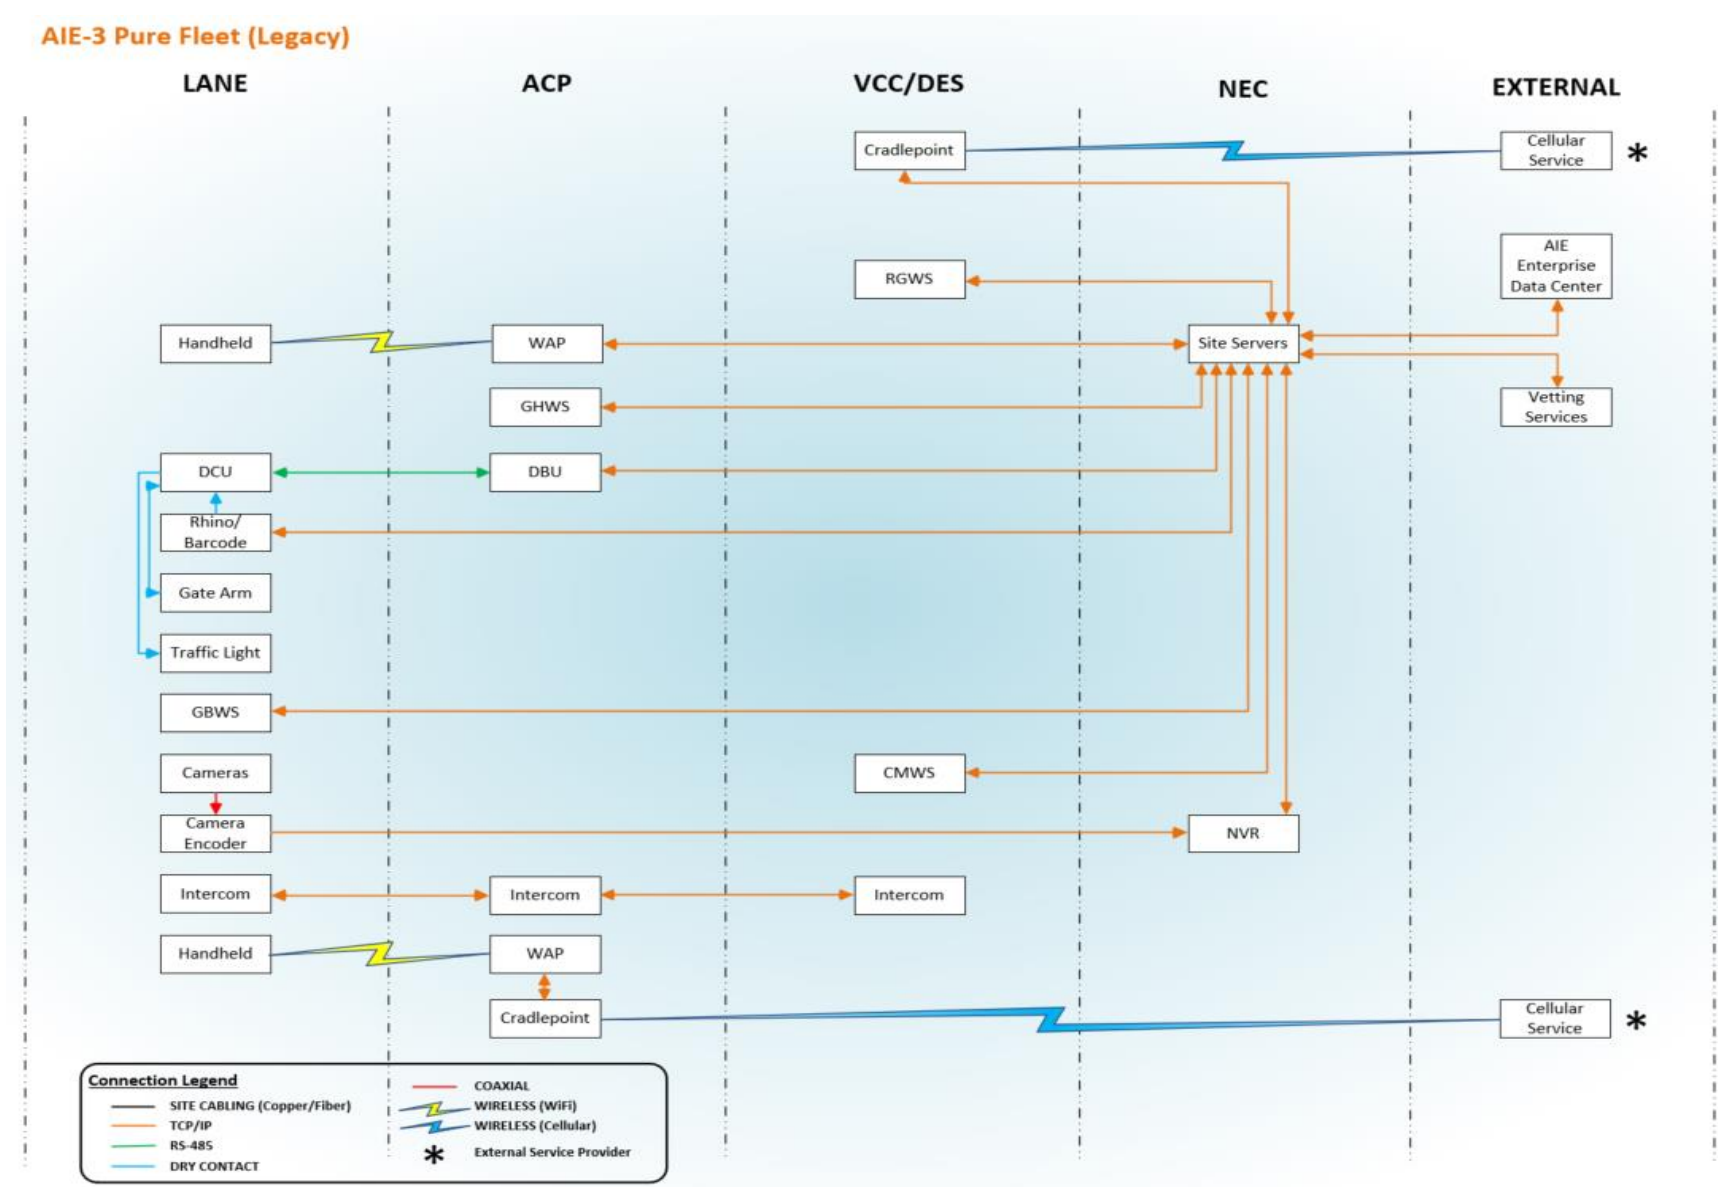 AIE-3 Pure Fleet (Legacy)
LANE
ACP
VCC/DES
NEC
EXTERNAL
Cradlepoint
Cellular
Service
*
RGWS
AIE
Enterprise
Data Center
Handheld
WAP
Site Servers
GHWS
Vetting
Services
DCU
DBU
Rhino/
Barcode
Gate Arm
Traffic Light
GBWS
Cameras
CMWS
Camera
Encoder
NVR
Intercom
Intercom
Intercom
Handheld
WAP
Cradlepoint
Cellular
Service
*
Connection Legend
SITE CABLING (Copper/Fiber)
TCP/IP
RS-485
DRY CONTACT
COAXIAL
WIRELESS (WiFi)
WIRELESS (Cellular)
* External Service Provider